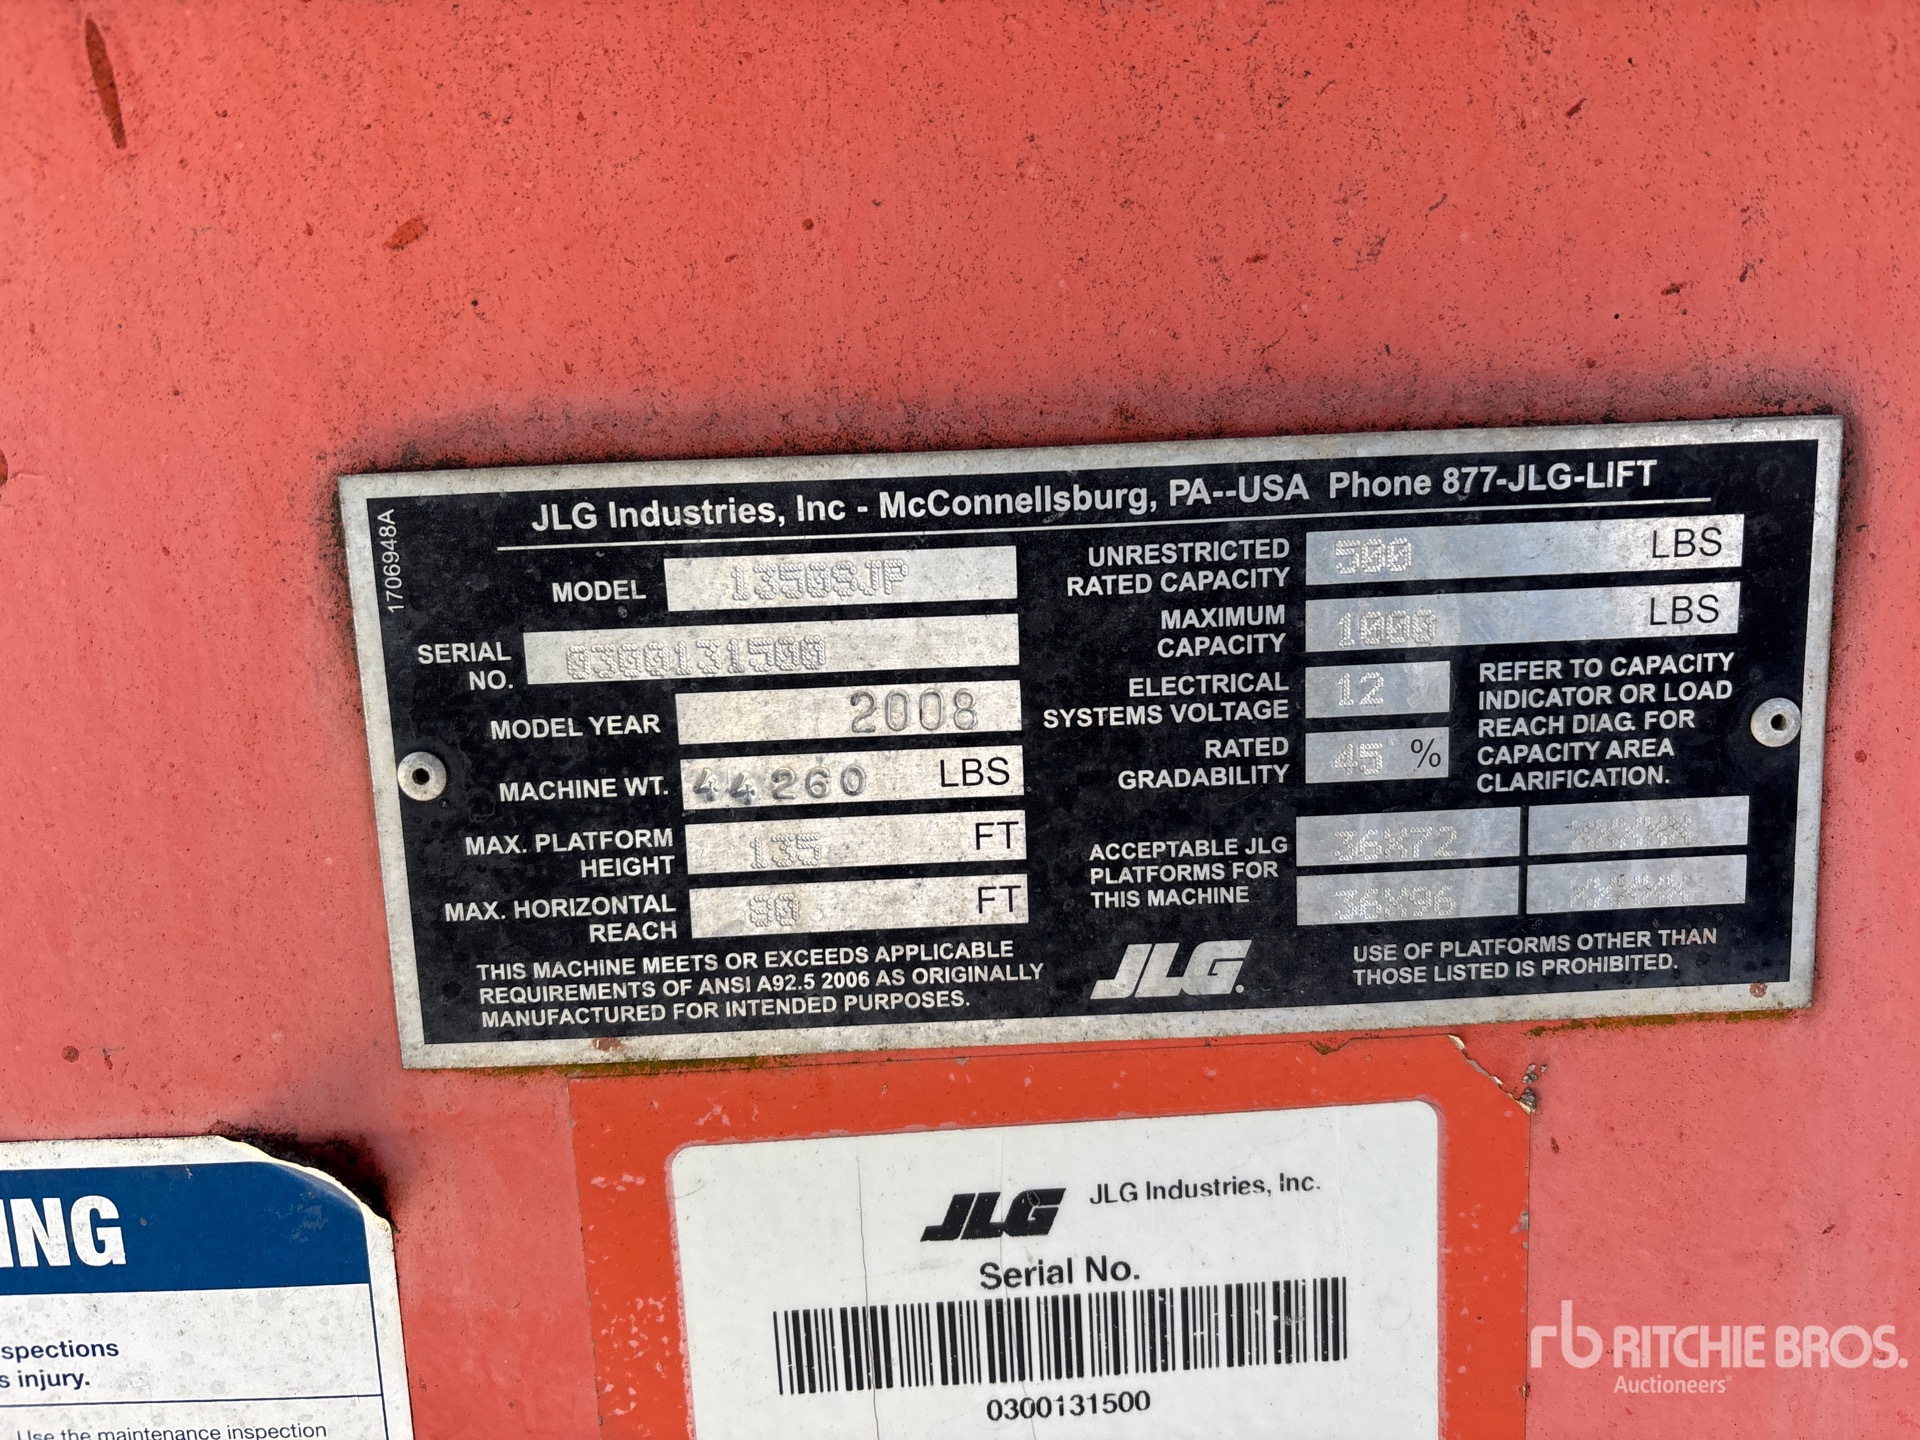 17069948A
JLG Industries, Inc - McConnellsburg, PA--USA Phone 877-JLG-LIFT
MODEL 1350SJP
SERIAL NO. 0300131500
MODEL YEAR 2008
MACHINE WT. 44260 LBS
MAX. PLATFORM HEIGHT 135 FT
MAX. HORIZONTAL REACH 80 FT
THIS MACHINE MEETS OR EXCEEDS APPLICABLE
REQUIREMENTS OF ANSI A92.5 2006 AS ORIGINALLY
MANUFACTURED FOR INTENDED PURPOSES.
UNRESTRICTED RATED CAPACITY 500 LBS
MAXIMUM CAPACITY 1000 LBS
ELECTRICAL SYSTEMS VOLTAGE 12
RATED GRADABILITY 45 %
REFER TO CAPACITY
INDICATOR OR LOAD
REACH DIAG. FOR
CAPACITY AREA
CLARIFICATION.
ACCEPTABLE JLG
PLATFORMS FOR
THIS MACHINE
36X72 XXXXX
36X96 XXXXX
JLG.
USE OF PLATFORMS OTHER THAN
THOSE LISTED IS PROHIBITED.
JLG JLG Industries, Inc.
Serial No.
0300131500
ING
spections
s injury.
Use the maintenance inspection
rb RITCHIE BROS.
Auctioneers